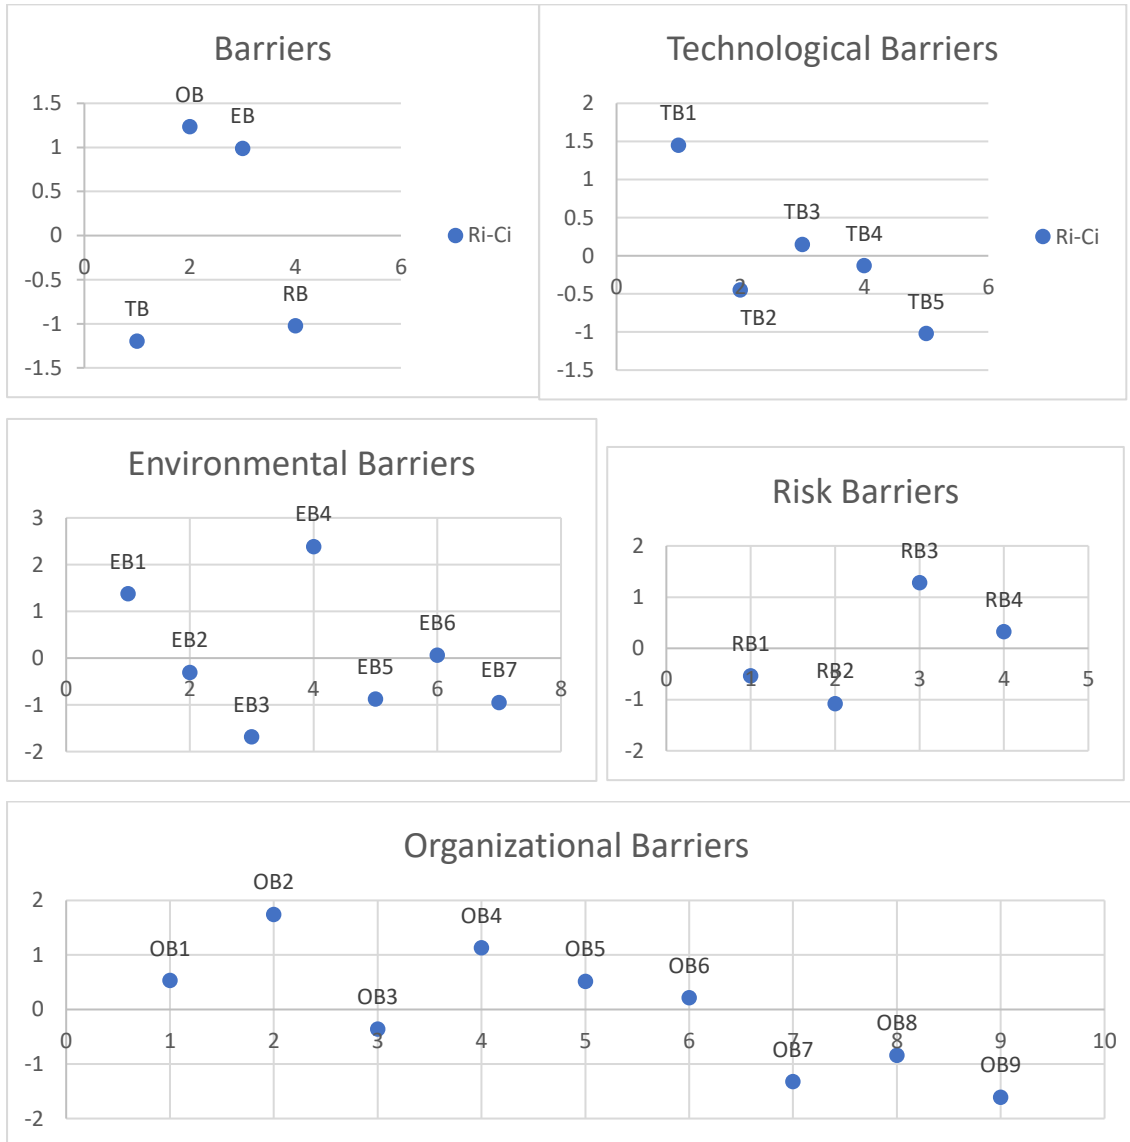 Barriers
OB
EB
1.5
1
0.5
0
-0.5
-1
-1.5
0 2 4 6
TB
RB
Ri-Ci
Technological Barriers
TB1
TB3
TB4
TB2
TB5
2
1.5
1
0.5
0
-0.5
-1
-1.5
0 2 4 6
Ri-Ci
Environmental Barriers
EB4
EB1
EB2
EB6
EB5
EB7
EB3
3
2
1
0
-1
-2
0 2 4 6 8
Risk Barriers
RB3
RB4
RB1
RB2
2
1
0
-1
-2
0 1 2 3 4 5
Organizational Barriers
OB2
OB4
OB1
OB5
OB6
OB3
OB8
OB7
OB9
2
1
0
-1
-2
0 1 2 3 4 5 6 7 8 9 10